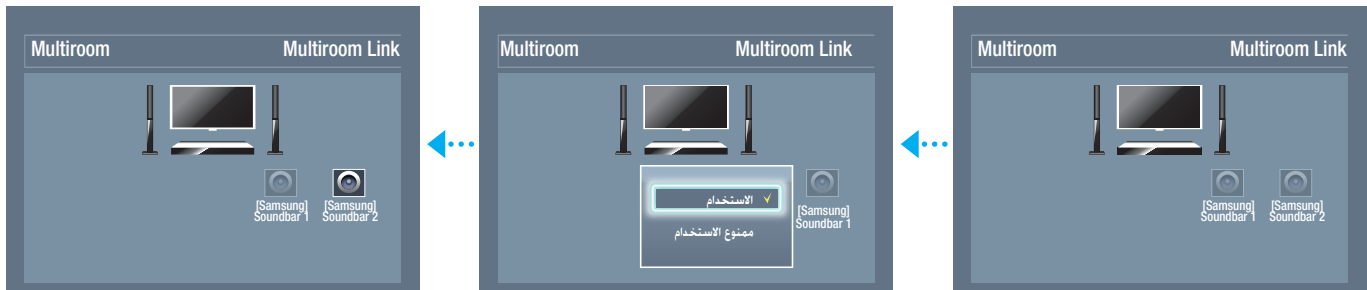 Multiroom Multiroom Link
[Samsung] Soundbar 1
[Samsung] Soundbar 2
Multiroom Multiroom Link
الاستخدام
ممنوع الاستخدام
[Samsung]
Soundbar 1
Multiroom Multiroom Link
[Samsung] Soundbar 1
[Samsung] Soundbar 2